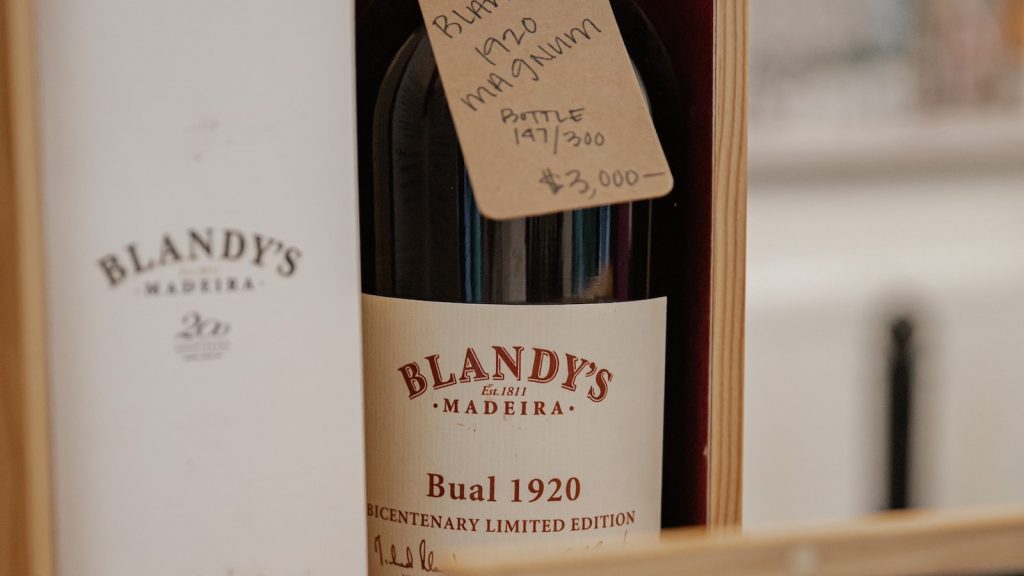 BLANDY'S
MADEIRA
200
1920
MAGNUM
BOTTLE
147/300
$3,000—
BLANDY'S
Est. 1811
·MADEIRA·
Bual 1920
BICENTENARY LIMITED EDITION